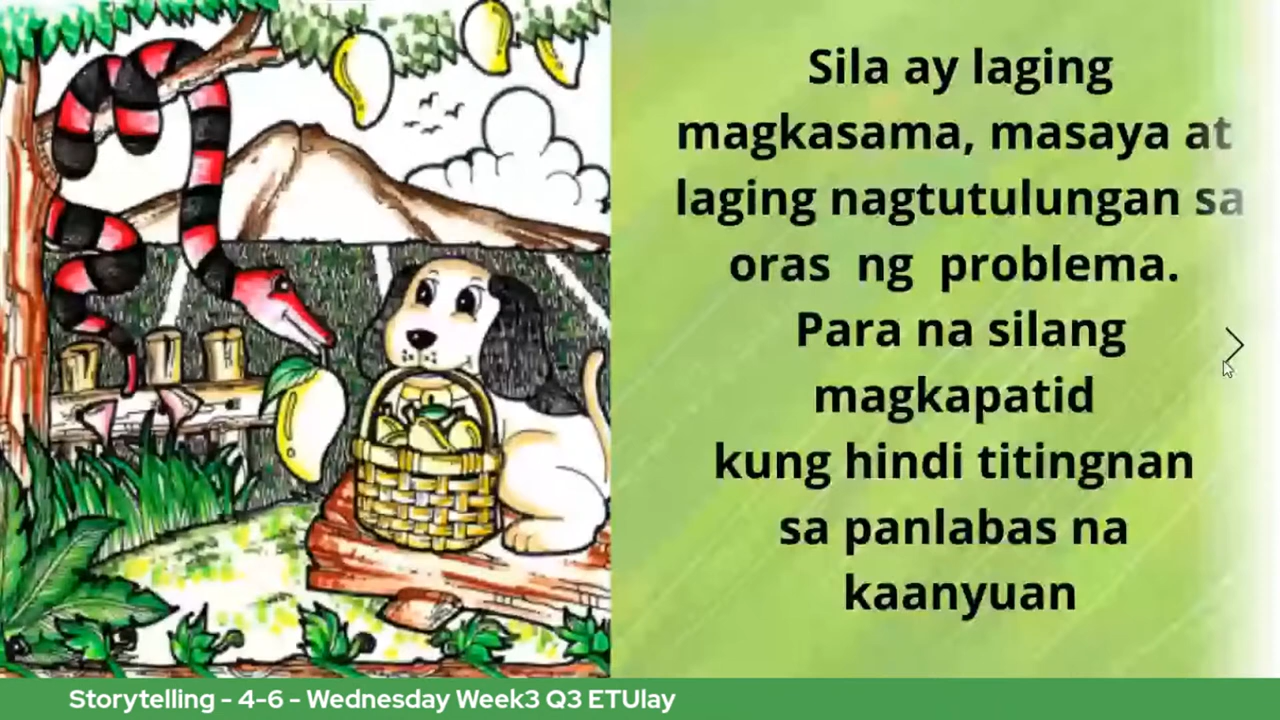 Sila ay laging
magkasama, masaya at
laging nagtutulungan sa
oras ng problema.
Para na silang
magkapatid
kung hindi titingnan
sa panlabas na
kaanyuan
Storytelling - 4-6 - Wednesday Week3 Q3 ETUlay